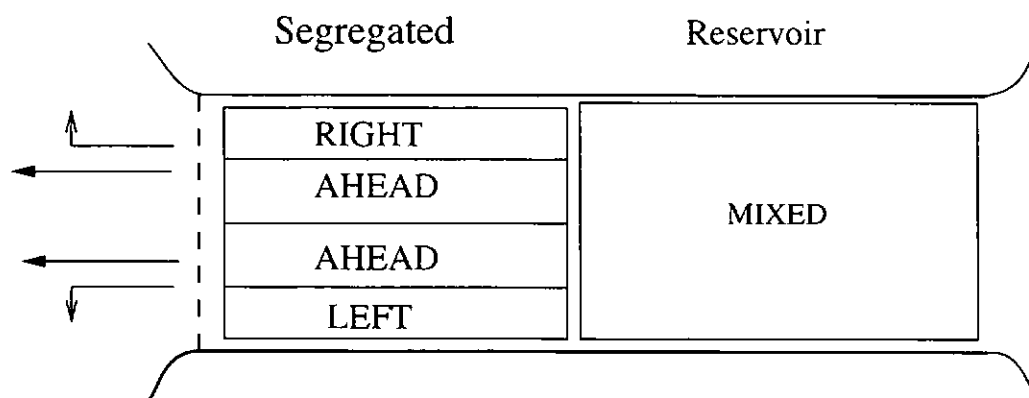 Segregated
Reservoir
RIGHT
AHEAD
MIXED
AHEAD
LEFT